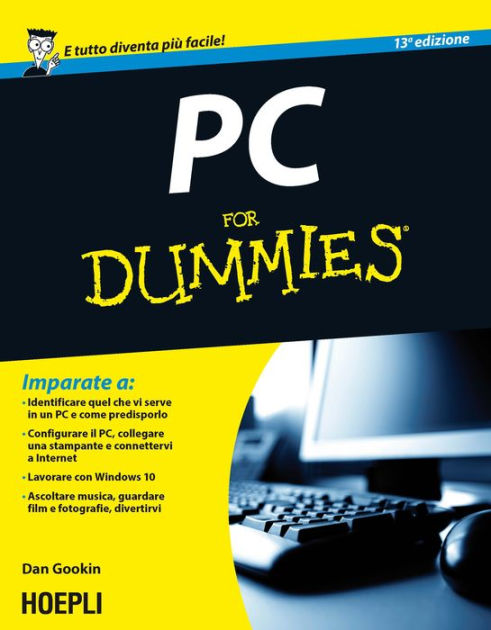 E tutto diventa più facile!
13ª edizione
PC
FOR
DUMMIES®
Imparate a:
• Identificare quel che vi serve
in un PC e come predisporlo
• Configurare il PC, collegare
una stampante e connettervi
a Internet
• Lavorare con Windows 10
• Ascoltare musica, guardare
film e fotografie, divertirvi
Dan Gookin
HOEPLI